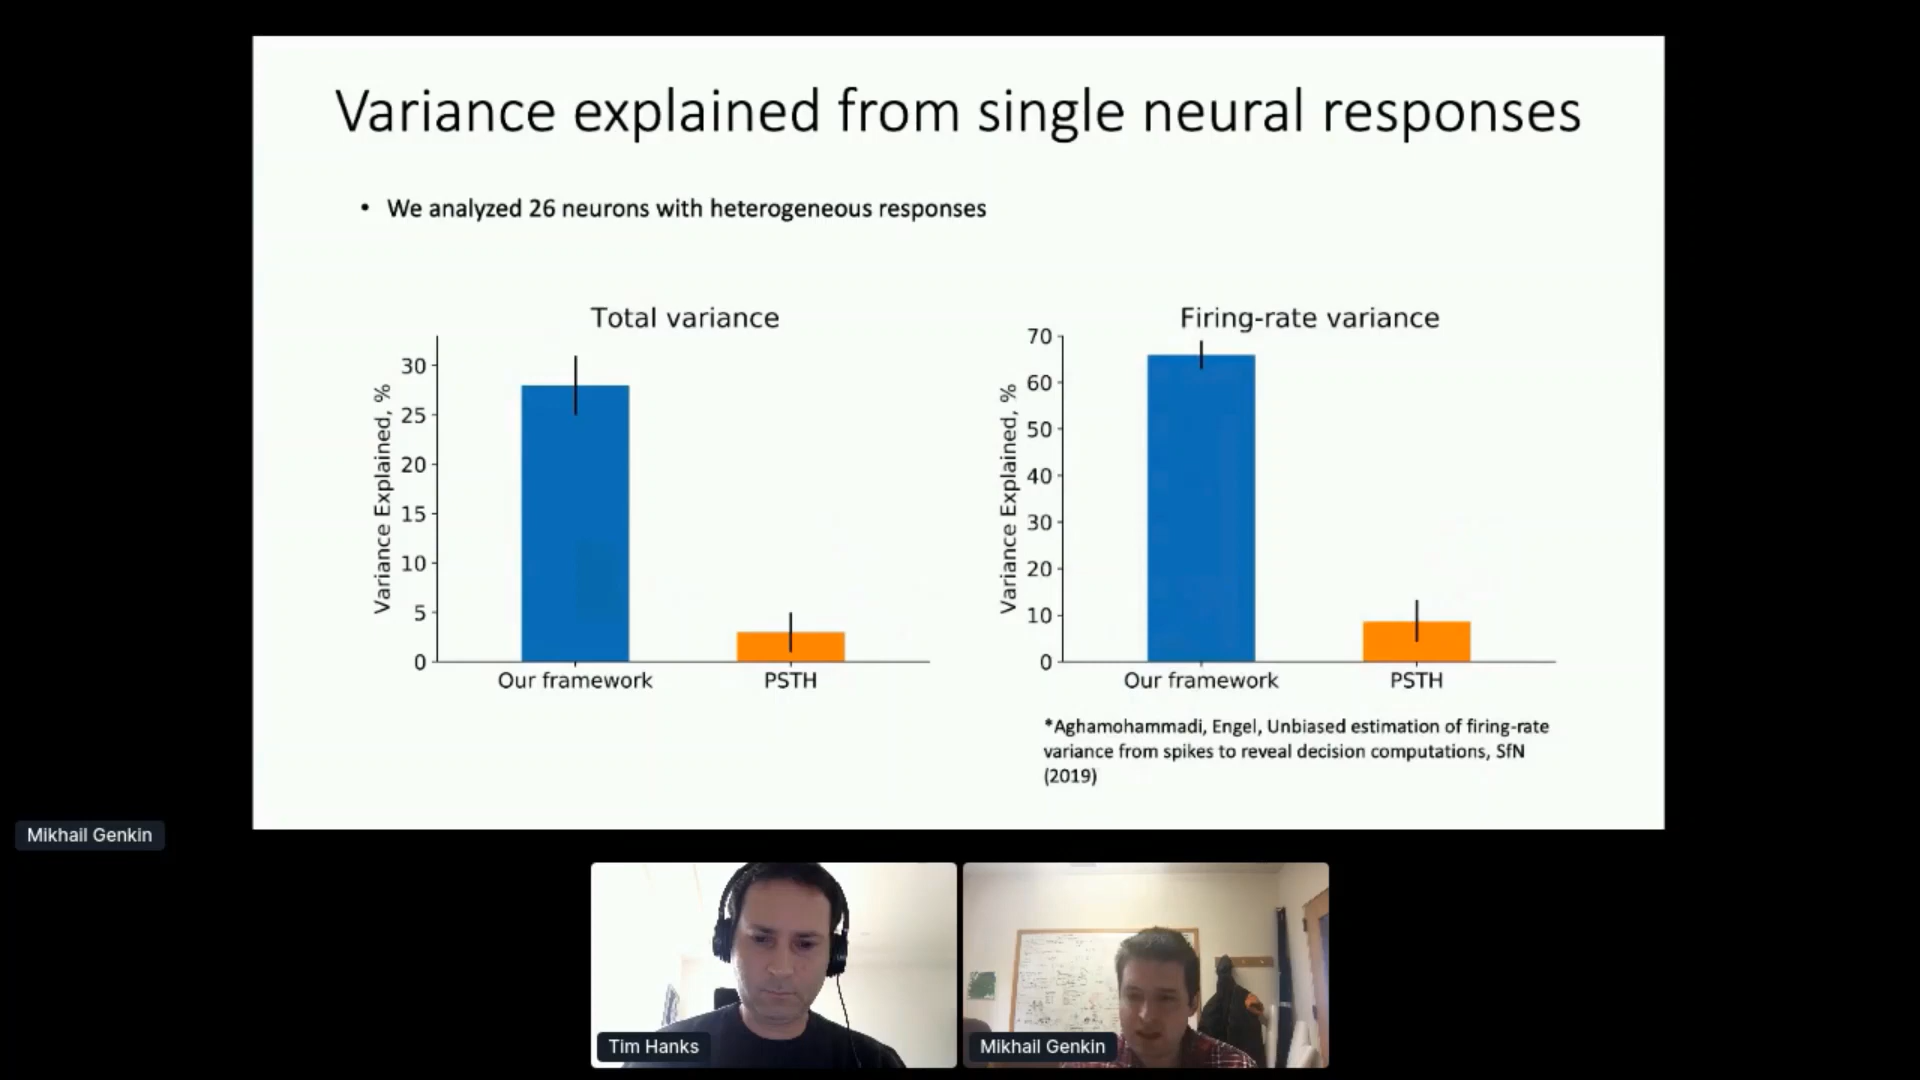 Variance explained from single neural responses
• We analyzed 26 neurons with heterogeneous responses
Total variance
Variance Explained, %
30
25
20
15
10
5
0
Our framework
PSTH
Firing-rate variance
Variance Explained, %
70
60
50
40
30
20
10
0
Our framework
PSTH
*Aghamohammadi, Engel, Unbiased estimation of firing-rate
variance from spikes to reveal decision computations, SfN
(2019)
Mikhail Genkin
Tim Hanks
Mikhail Genkin